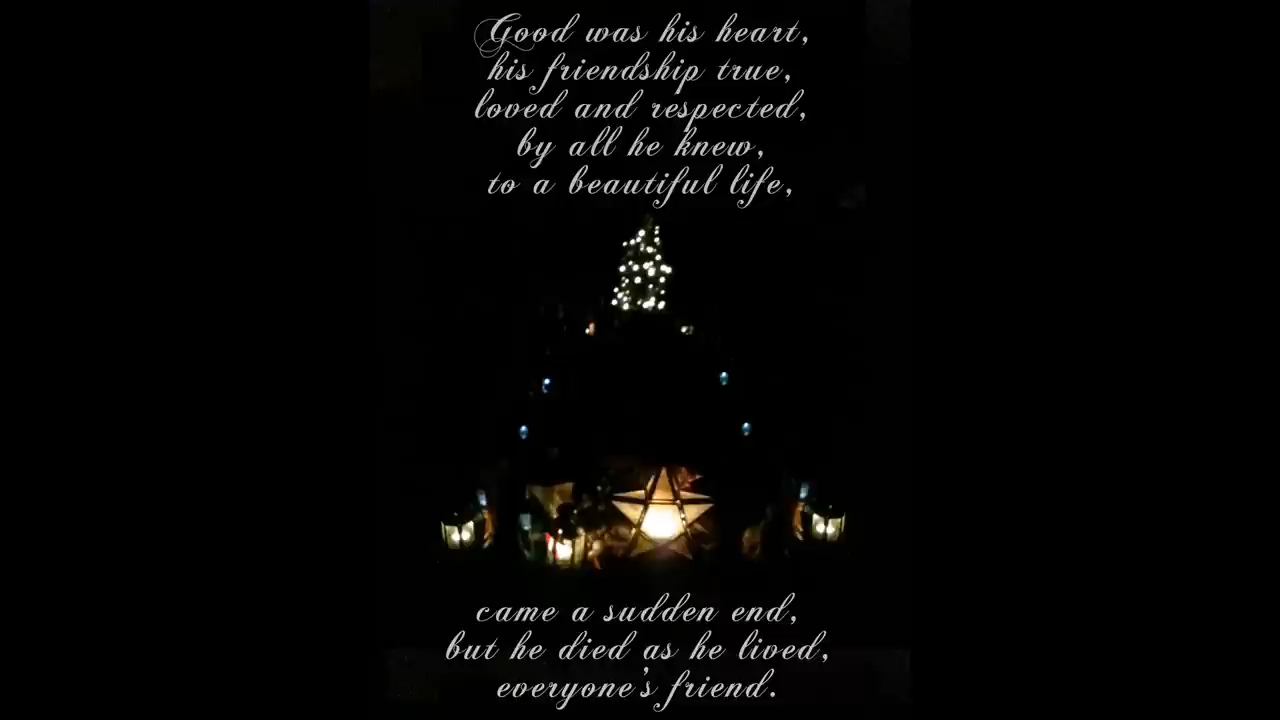 Good was his heart,
his friendship true,
loved and respected,
by all he knew,
to a beautiful life,
came a sudden end,
but he died as he lived,
everyone's friend.